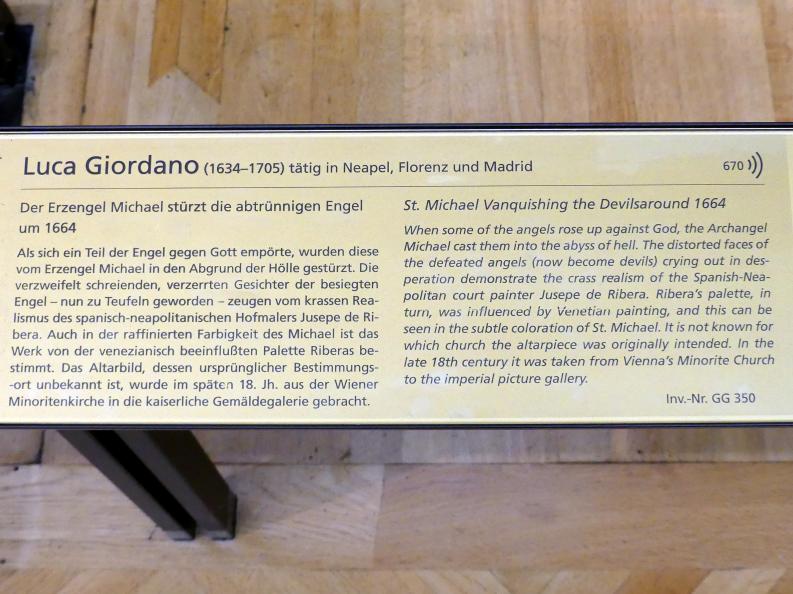 Luca Giordano (1634–1705) tätig in Neapel, Florenz und Madrid
670
Der Erzengel Michael stürzt die abtrünnigen Engel
um 1664
Als sich ein Teil der Engel gegen Gott empörte, wurden diese
vom Erzengel Michael in den Abgrund der Hölle gestürzt. Die
verzweifelt schreienden, verzerrten Gesichter der besiegten
Engel – nun zu Teufeln geworden – zeugen vom krassen Rea-
lismus des spanisch-neapolitanischen Hofmalers Jusepe de Ri-
bera. Auch in der raffinierten Farbigkeit des Michael ist das
Werk von der venezianisch beeinflußten Palette Riberas be-
stimmt. Das Altarbild, dessen ursprünglicher Bestimmungs-
-ort unbekannt ist, wurde im späten 18. Jh. aus der Wiener
Minoritenkirche in die kaiserliche Gemäldegalerie gebracht.
St. Michael Vanquishing the Devilsaround 1664
When some of the angels rose up against God, the Archangel
Michael cast them into the abyss of hell. The distorted faces of
the defeated angels (now become devils) crying out in des-
peration demonstrate the crass realism of the Spanish-Nea-
politan court painter Jusepe de Ribera. Ribera's palette, in
turn, was influenced by Venetian painting, and this can be
seen in the subtle coloration of St. Michael. It is not known for
which church the altarpiece was originally intended. In the
late 18th century it was taken from Vienna's Minorite Church
to the imperial picture gallery.
Inv.-Nr. GG 350